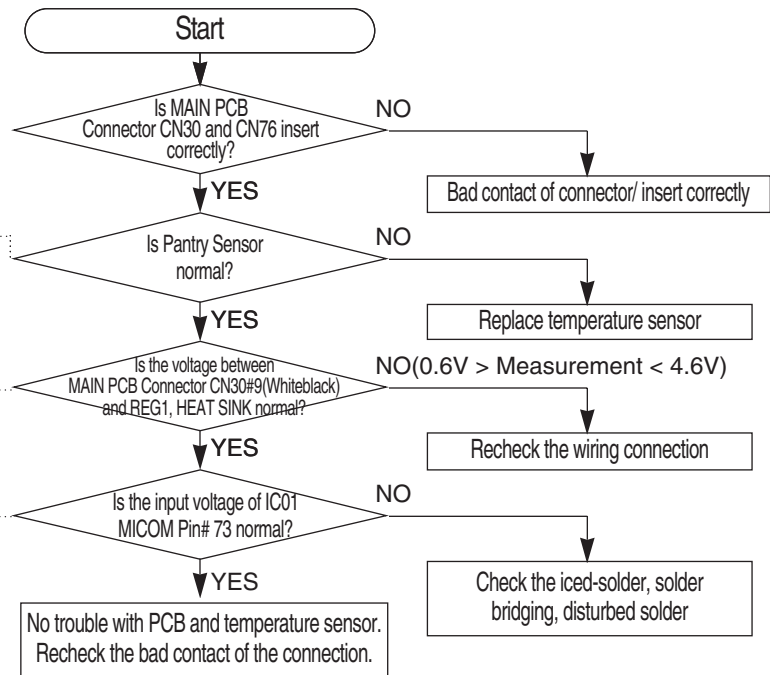 Start
Is MAIN PCB
Connector CN30 and CN76 insert
correctly?
NO
Bad contact of connector/ insert correctly
YES
Is Pantry Sensor
normal?
NO
Replace temperature sensor
YES
Is the voltage between
MAIN PCB Connector CN30#9(Whiteblack)
and REG1, HEAT SINK normal?
NO(0.6V > Measurement < 4.6V)
Recheck the wiring connection
YES
Is the input voltage of IC01
MICOM Pin# 73 normal?
NO
Check the iced-solder, solder
bridging, disturbed solder
YES
No trouble with PCB and temperature sensor.
Recheck the bad contact of the connection.